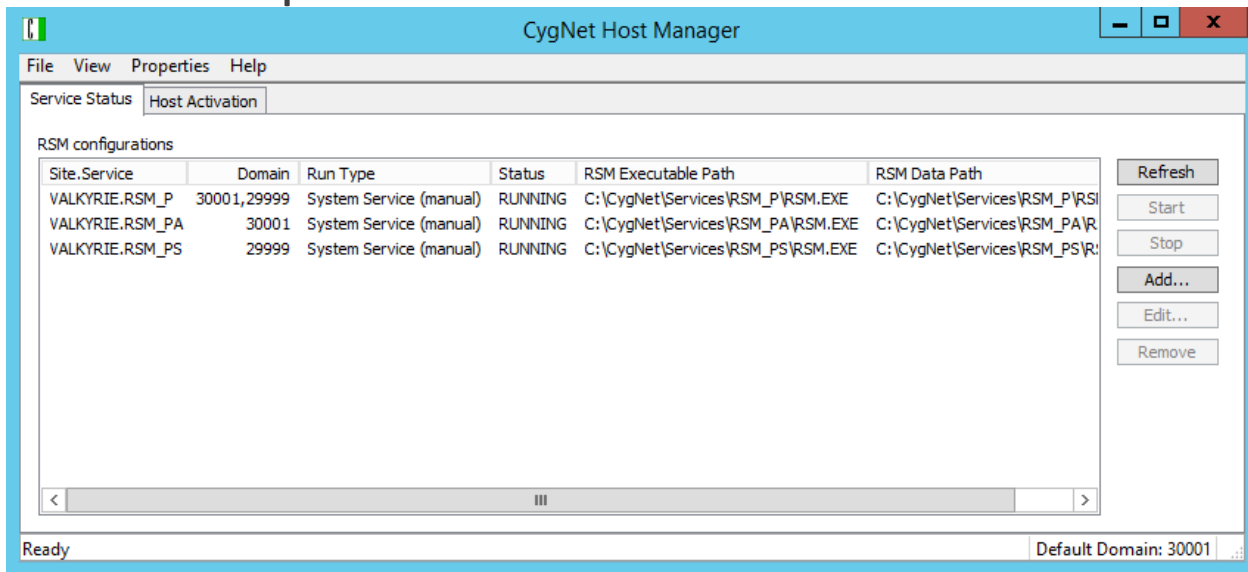 CygNet Host Manager
File View Properties Help
Service Status Host Activation
RSM configurations
Site.Service Domain Run Type Status RSM Executable Path RSM Data Path
VALKYRIE.RSM_P 30001,29999 System Service (manual) RUNNING C:\CygNet\Services\RSM_P\RSM.EXE C:\CygNet\Services\RSM_P\RSI
VALKYRIE.RSM_PA 30001 System Service (manual) RUNNING C:\CygNet\Services\RSM_PA\RSM.EXE C:\CygNet\Services\RSM_PA\R
VALKYRIE.RSM_PS 29999 System Service (manual) RUNNING C:\CygNet\Services\RSM_PS\RSM.EXE C:\CygNet\Services\RSM_PS\R
Refresh
Start
Stop
Add...
Edit...
Remove
Ready Default Domain: 30001